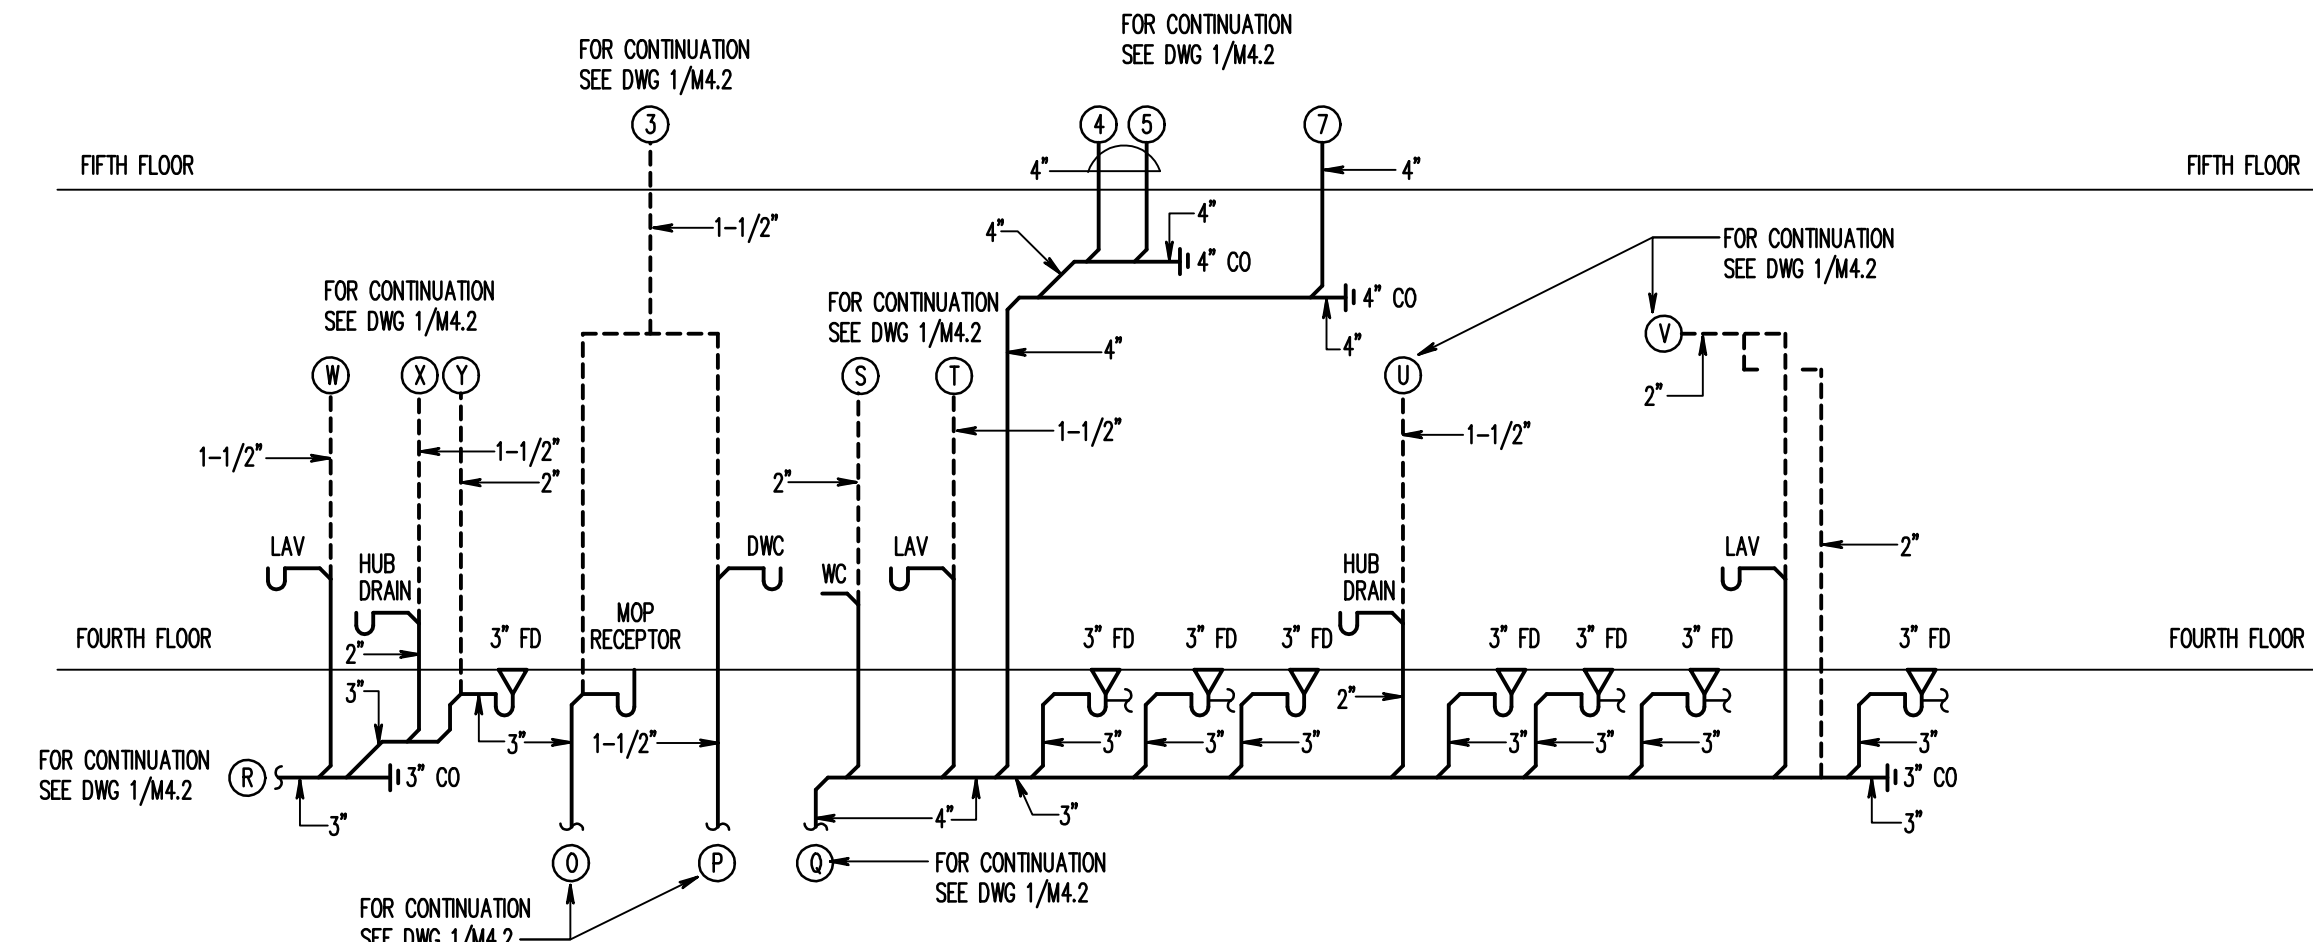 FOR CONTINUATION
SEE DWG 1/M4.2
FOR CONTINUATION
SEE DWG 1/M4.2
3
4
5
7
FIFTH FLOOR
4”
4”
FIFTH FLOOR
1-1/2”
4”
4”
4” CO
FOR CONTINUATION
SEE DWG 1/M4.2
FOR CONTINUATION
SEE DWG 1/M4.2
FOR CONTINUATION
SEE DWG 1/M4.2
4” CO
4”
4”
V
W
X
Y
S
T
U
2”
1-1/2”
1-1/2”
2”
2”
1-1/2”
1-1/2”
LAV
HUB
DRAIN
DWC
WC
LAV
HUB
DRAIN
LAV
2”
FOURTH FLOOR
2”
3” FD
MOP
RECEPTOR
3” FD
3” FD
3” FD
3” FD
3” FD
3” FD
3” FD
FOURTH FLOOR
3”
3”
1-1/2”
3”
3”
3”
2”
3”
3”
3”
3”
FOR CONTINUATION
SEE DWG 1/M4.2
R
3” CO
3”
3” CO
4”
3”
3”
O
P
Q
FOR CONTINUATION
SEE DWG 1/M4.2
FOR CONTINUATION
SEE DWG 1/M4.2